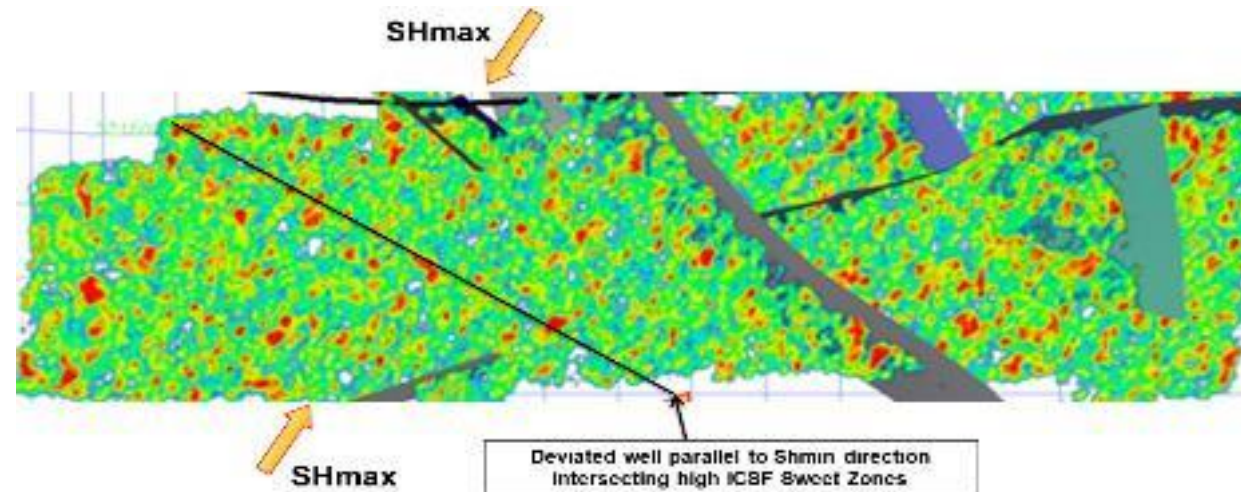 SHmax
SHmax
Deviated well parallel to Shmin direction
Intersecting high ICSF Sweet Zones